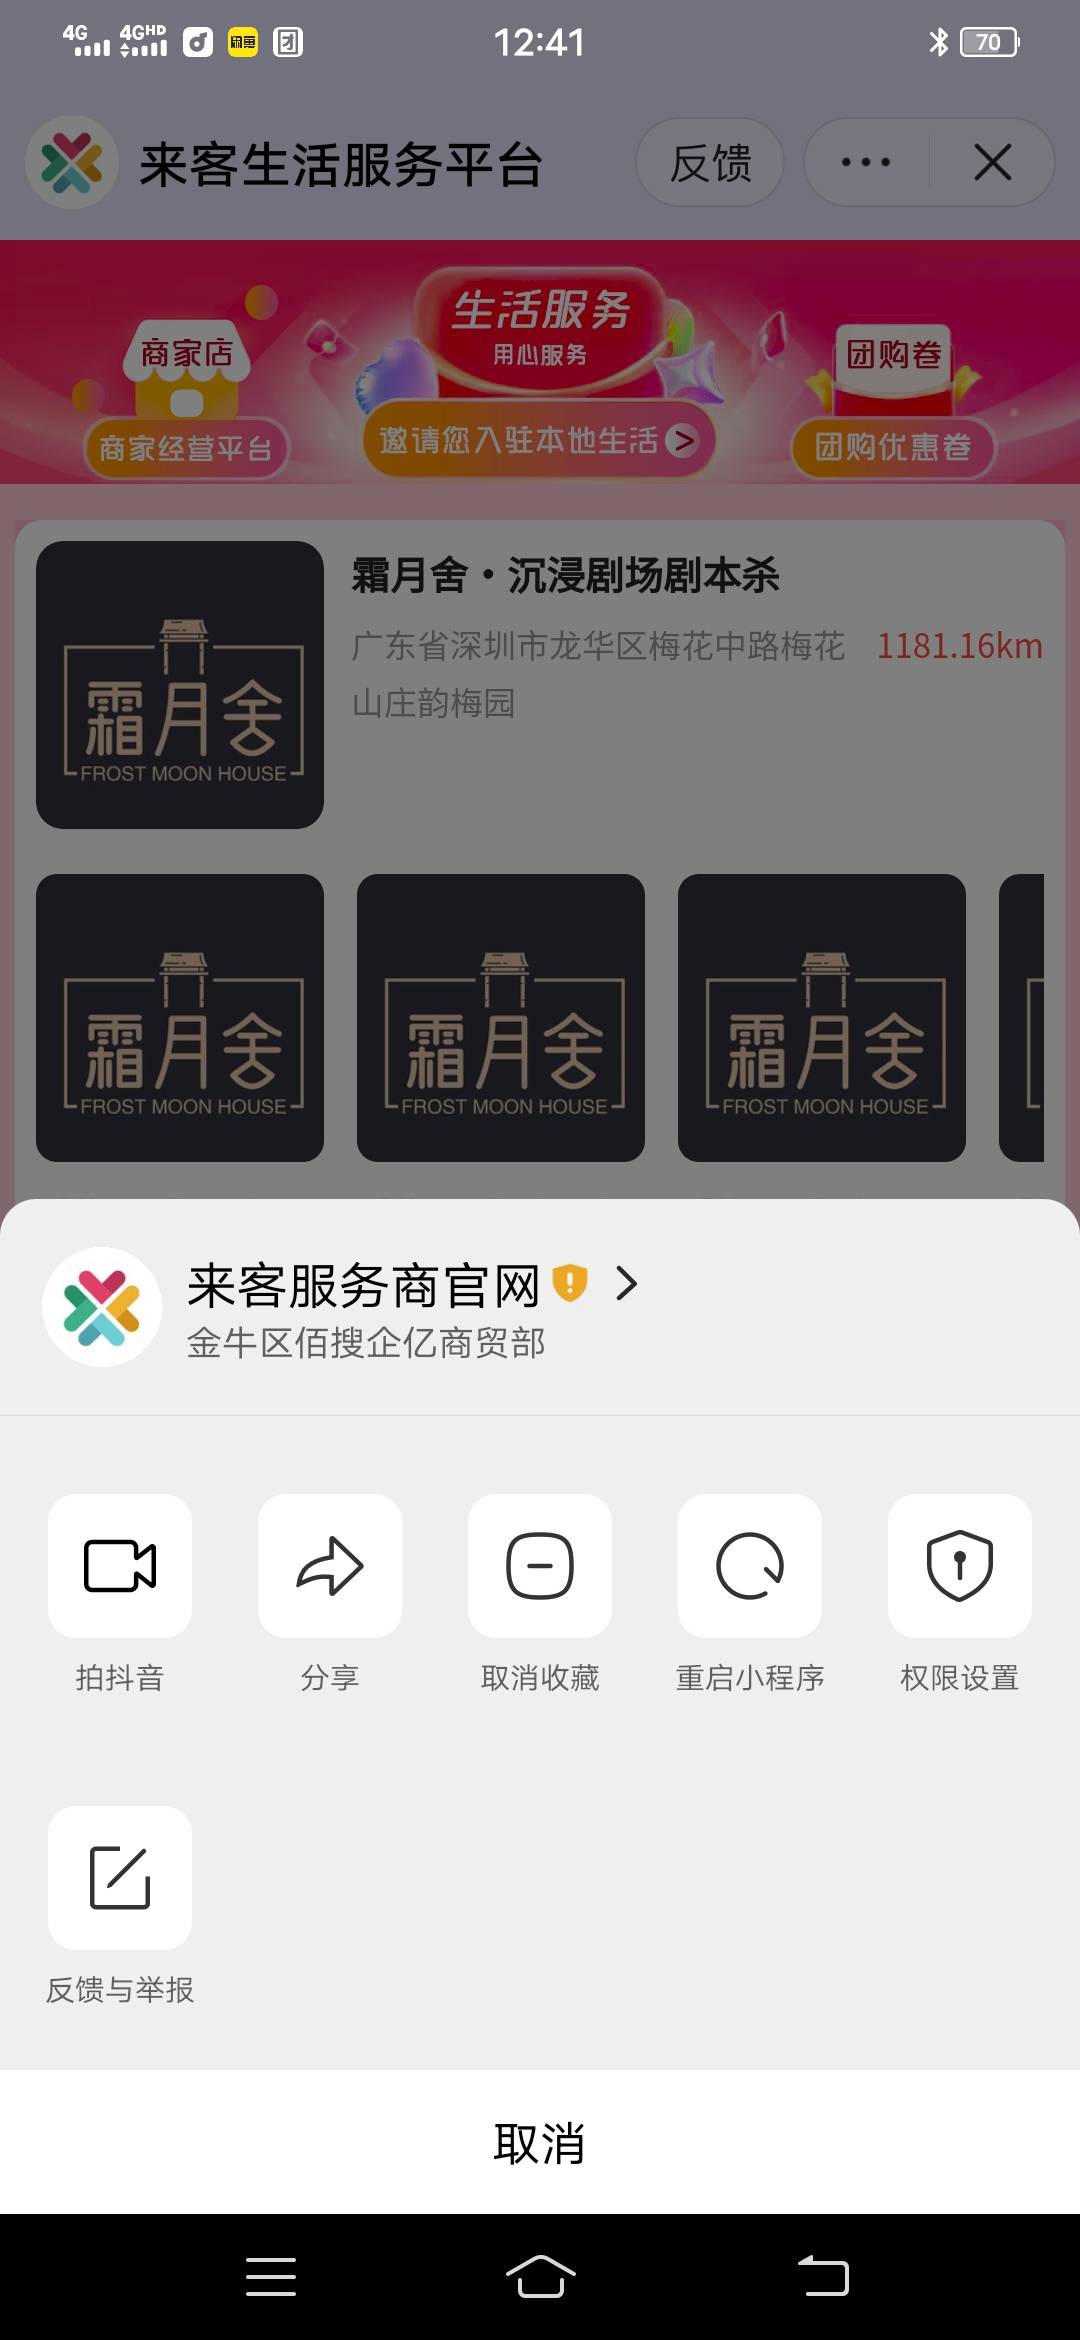 4G 4GHD 闲鱼 团 12:41 70
来客生活服务平台 反馈
生活服务
用心服务
商家店
团购卷
商家经营平台
邀请您入驻本地生活
团购优惠卷
霜月舍·沉浸剧场剧本杀
广东省深圳市龙华区梅花中路梅花 1181.16km
山庄韵梅园
霜月舍
FROST MOON HOUSE
霜月舍 霜月舍 霜月舍
FROST MOON HOUSE FROST MOON HOUSE FROST MOON HOUSE
来客服务商官网
金牛区佰搜企亿商贸部
拍抖音 分享 取消收藏 重启小程序 权限设置
反馈与举报
取消